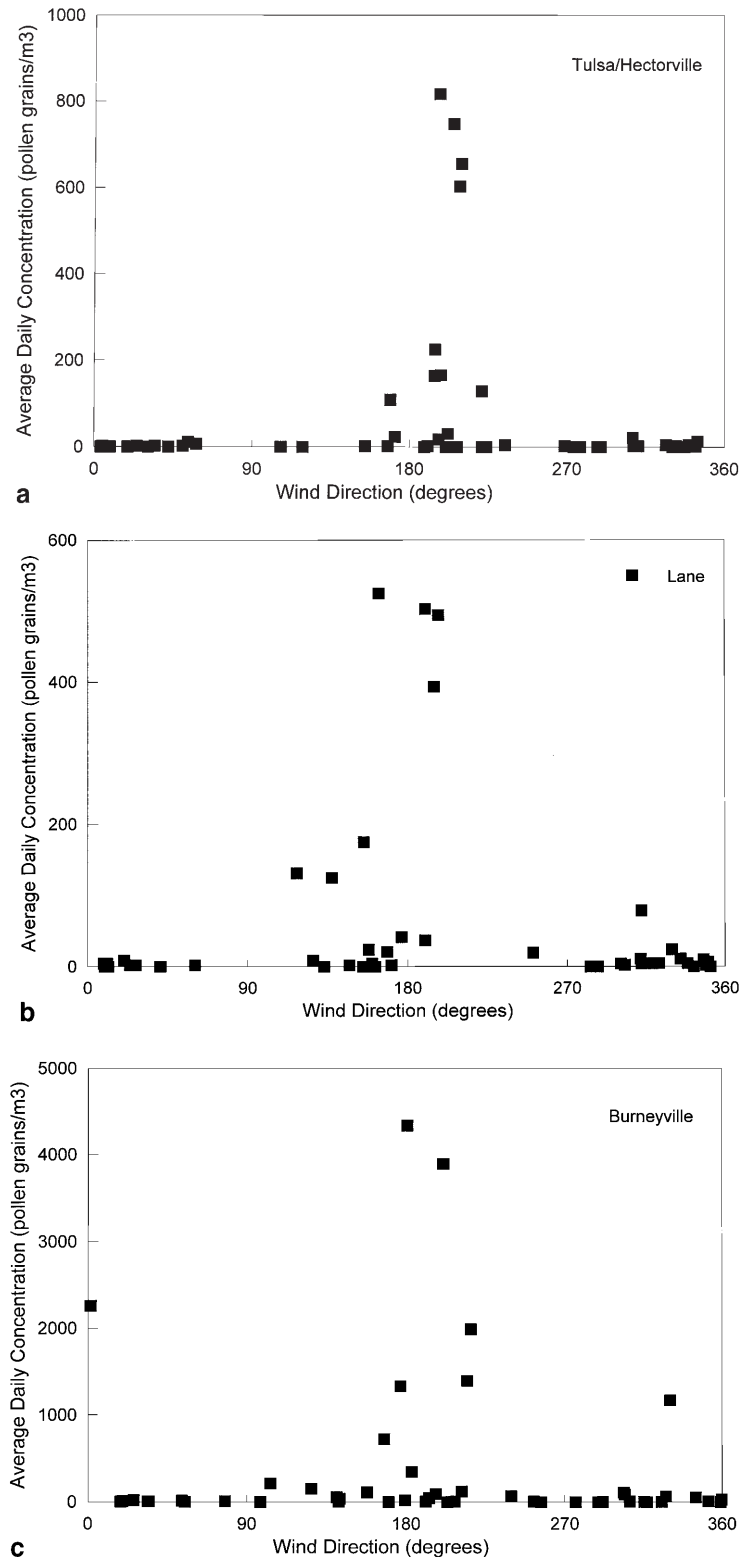 1000
800
600
400
200
0
Average Daily Concentration (pollen grains/m3)
Tulsa/Hectorville
0 90 180 270 360
Wind Direction (degrees)
a
600
400
200
0
Average Daily Concentration (pollen grains/m3)
Lane
0 90 180 270 360
Wind Direction (degrees)
b
5000
4000
3000
2000
1000
0
Average Daily Concentration (pollen grains/m3)
Burneyville
0 90 180 270 360
Wind Direction (degrees)
c